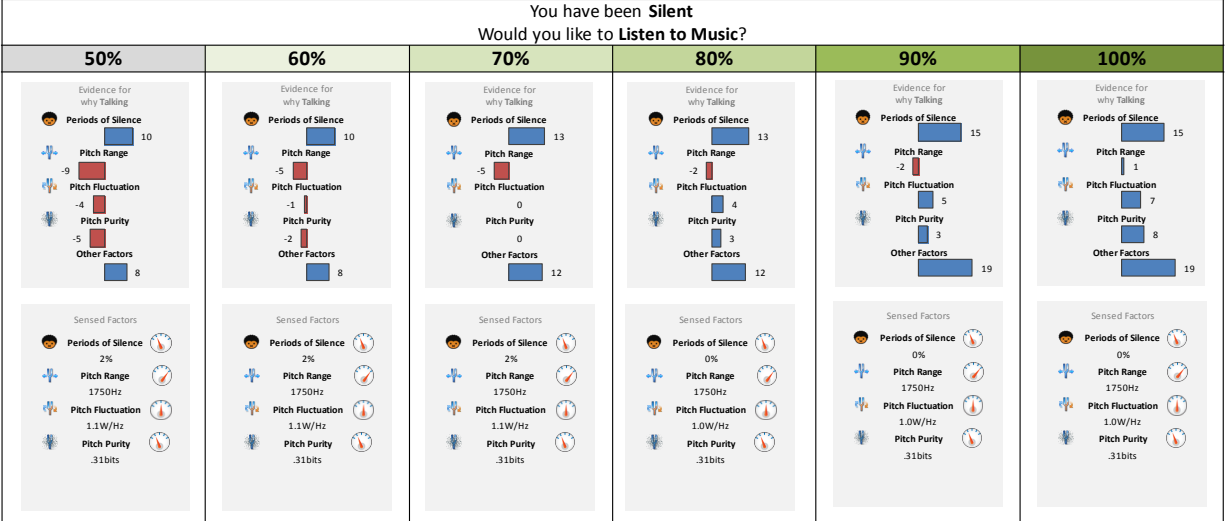 You have been Silent
Would you like to Listen to Music?
50%
Evidence for
why Talking
Periods of Silence
10
Pitch Range
-9
Pitch Fluctuation
-4
Pitch Purity
-5
Other Factors
8
Sensed Factors
Periods of Silence
2%
Pitch Range
1750Hz
Pitch Fluctuation
1.1W/Hz
Pitch Purity
.31bits
60%
Evidence for
why Talking
Periods of Silence
10
Pitch Range
-5
Pitch Fluctuation
-1
Pitch Purity
-2
Other Factors
8
Sensed Factors
Periods of Silence
2%
Pitch Range
1750Hz
Pitch Fluctuation
1.1W/Hz
Pitch Purity
.31bits
70%
Evidence for
why Talking
Periods of Silence
13
Pitch Range
-5
Pitch Fluctuation
0
Pitch Purity
0
Other Factors
12
Sensed Factors
Periods of Silence
2%
Pitch Range
1750Hz
Pitch Fluctuation
1.1W/Hz
Pitch Purity
.31bits
80%
Evidence for
why Talking
Periods of Silence
13
Pitch Range
-2
Pitch Fluctuation
4
Pitch Purity
3
Other Factors
12
Sensed Factors
Periods of Silence
0%
Pitch Range
1750Hz
Pitch Fluctuation
1.0W/Hz
Pitch Purity
.31bits
90%
Evidence for
why Talking
Periods of Silence
15
Pitch Range
-2
Pitch Fluctuation
5
Pitch Purity
3
Other Factors
19
Sensed Factors
Periods of Silence
0%
Pitch Range
1750Hz
Pitch Fluctuation
1.0W/Hz
Pitch Purity
.31bits
100%
Evidence for
why Talking
Periods of Silence
15
Pitch Range
1
Pitch Fluctuation
7
Pitch Purity
8
Other Factors
19
Sensed Factors
Periods of Silence
0%
Pitch Range
1750Hz
Pitch Fluctuation
1.0W/Hz
Pitch Purity
.31bits